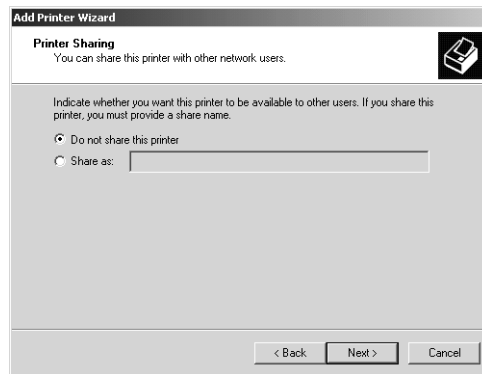 Add Printer Wizard
Printer Sharing
You can share this printer with other network users.
Indicate whether you want this printer to be available to other users. If you share this
printer, you must provide a share name.
Do not share this printer
Share as:
< Back Next > Cancel